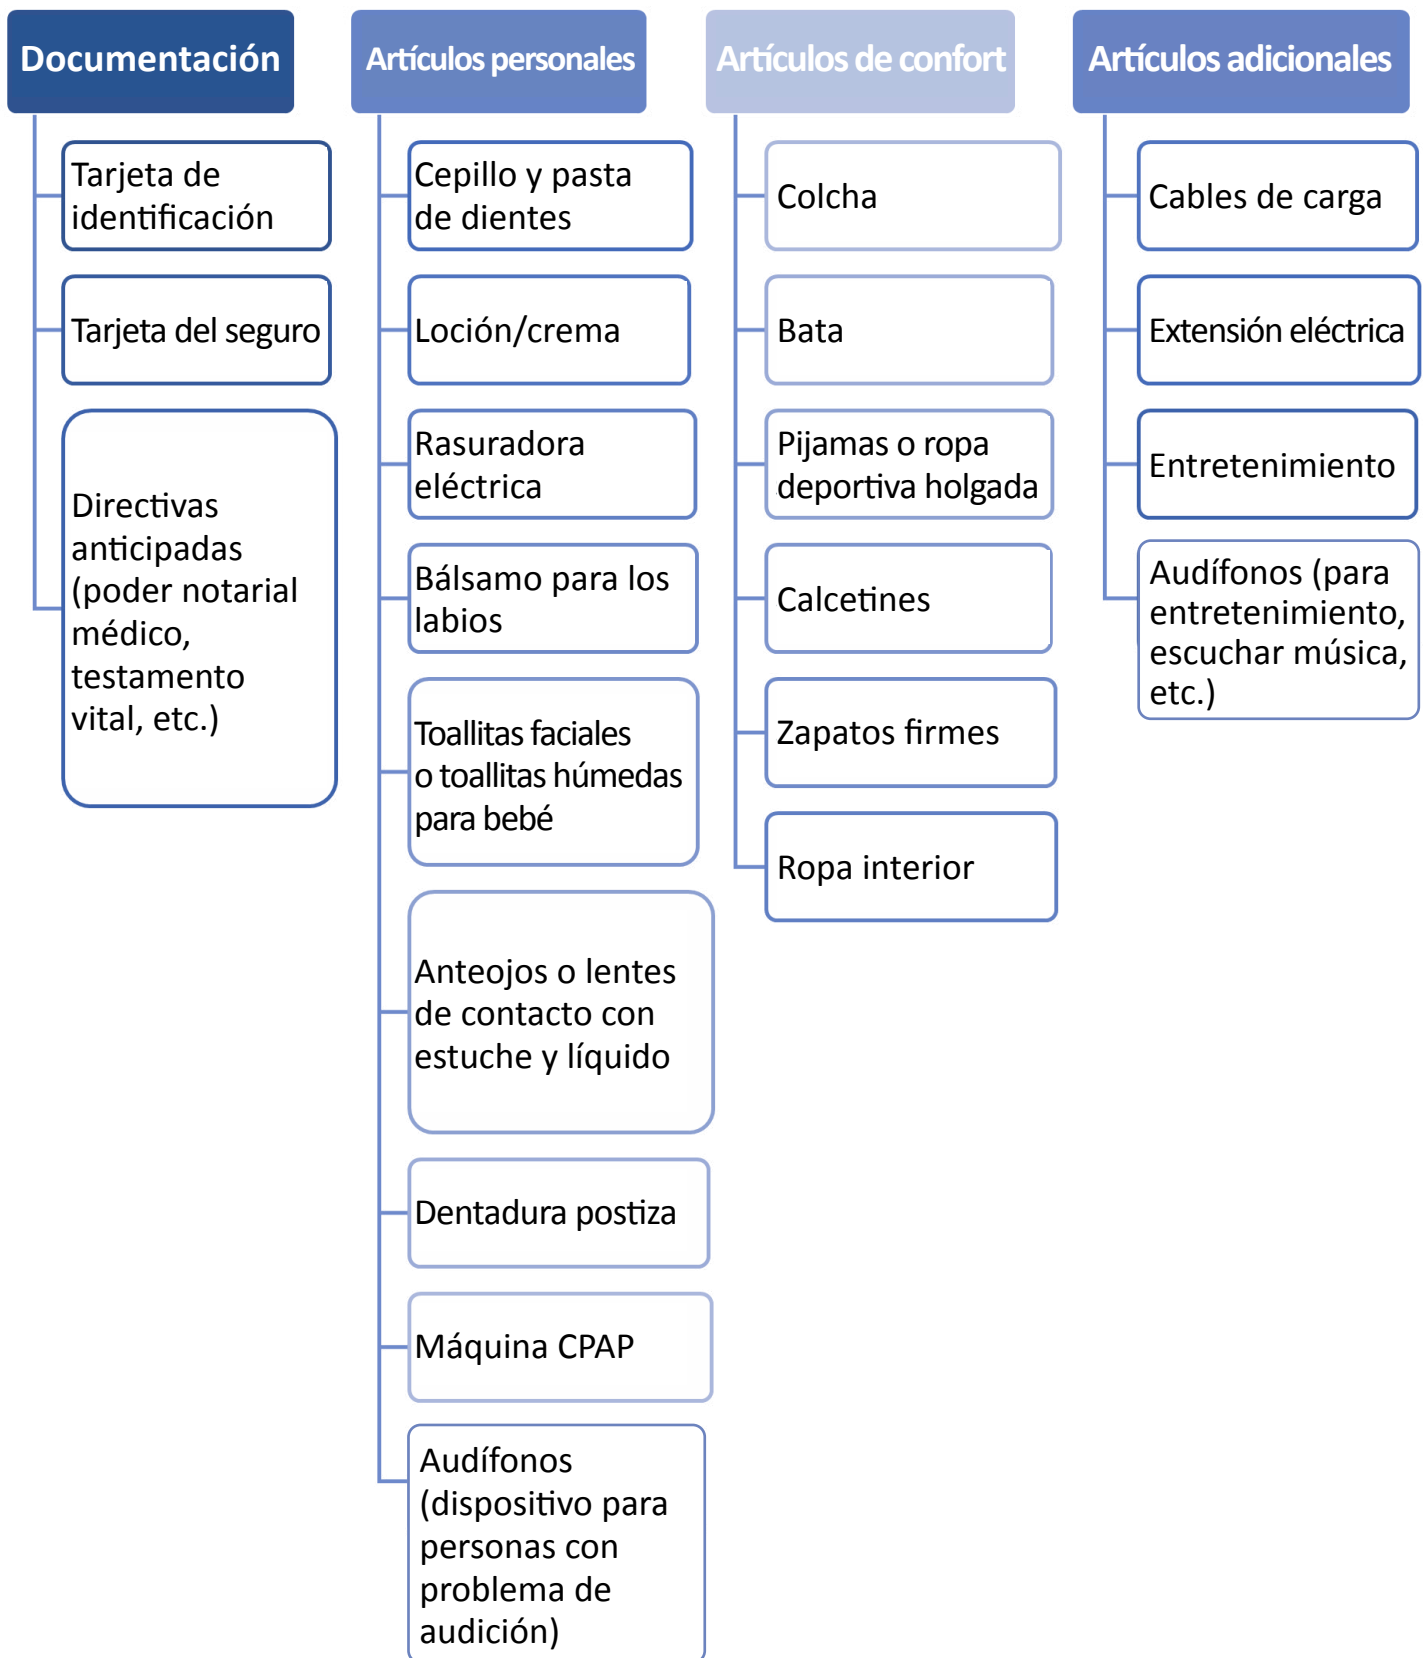 Documentación
Tarjeta de
identificación
Tarjeta del seguro
Directivas
anticipadas
(poder notarial
médico,
testamento
vital, etc.)
Artículos personales
Cepillo y pasta
de dientes
Loción/crema
Rasuradora
eléctrica
Bálsamo para los
labios
Toallitas faciales
o toallitas húmedas
para bebé
Anteojos o lentes
de contacto con
estuche y líquido
Dentadura postiza
Máquina CPAP
Audífonos
(dispositivo para
personas con
problema de
audición)
Artículos de confort
Colcha
Bata
Pijamas o ropa
deportiva holgada
Calcetines
Zapatos firmes
Ropa interior
Artículos adicionales
Cables de carga
Extensión eléctrica
Entretenimiento
Audífonos (para
entretenimiento,
escuchar música,
etc.)